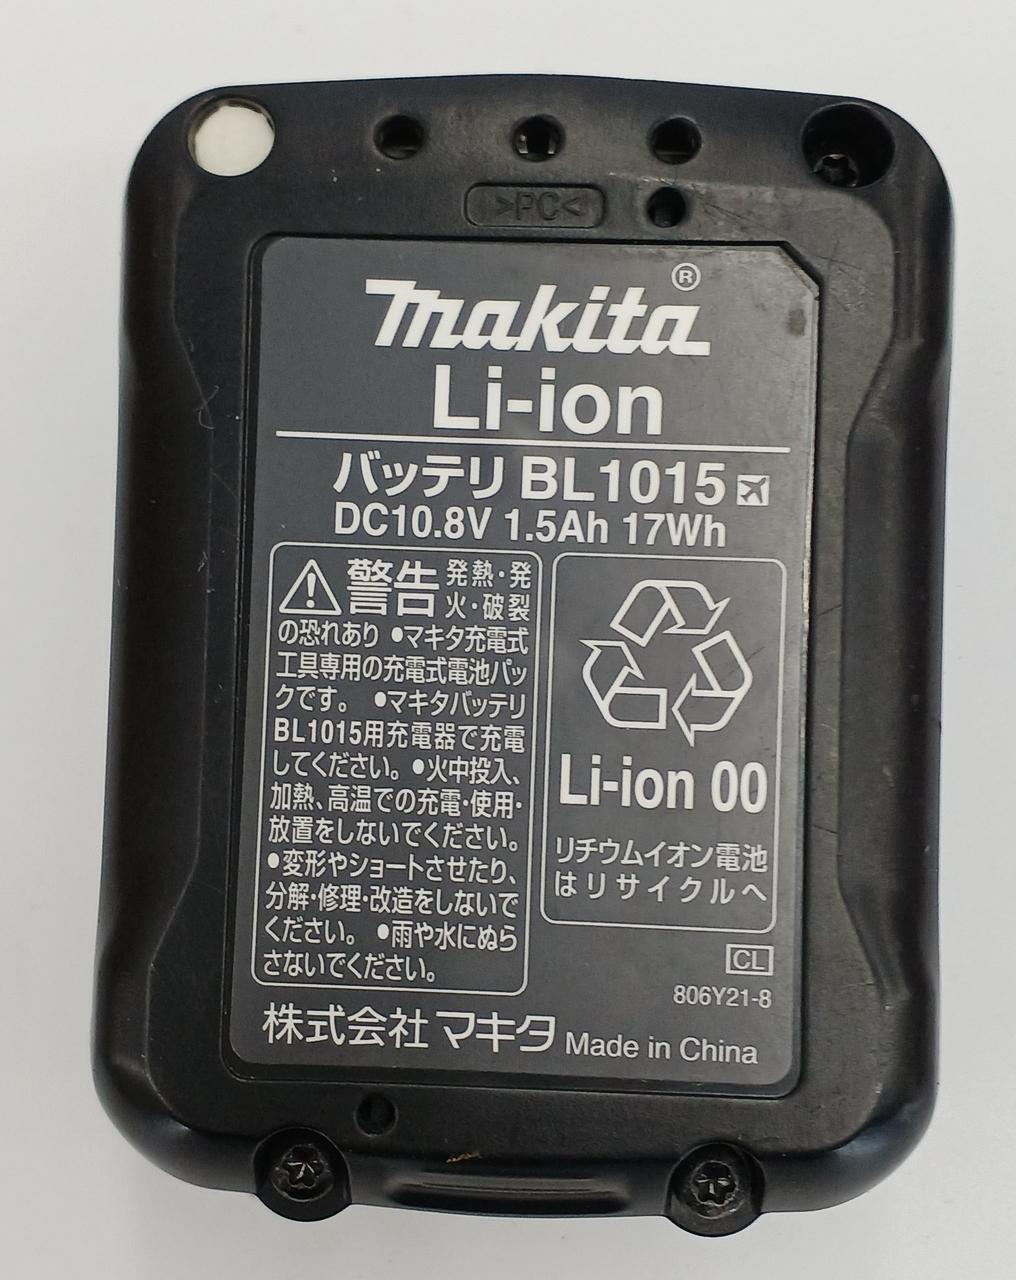 >PC<
makita®
Li-ion
バッテリ BL1015
DC10.8V 1.5Ah 17Wh
警告 発熱・発
火・破裂
の恐れあり ●マキタ充電式
工具専用の充電式電池パッ
クです。 ●マキタバッテリ
BL1015用充電器で充電
してください。●火中投入、
加熱、高温での充電・使用・
放置をしないでください。
●変形やショートさせたり、
分解・修理・改造をしないで
ください。 ●雨や水にぬら
さないでください。
Li-ion 00
リチウムイオン電池
はリサイクルへ
CL
806Y21-8
株式会社 マキタ Made in China